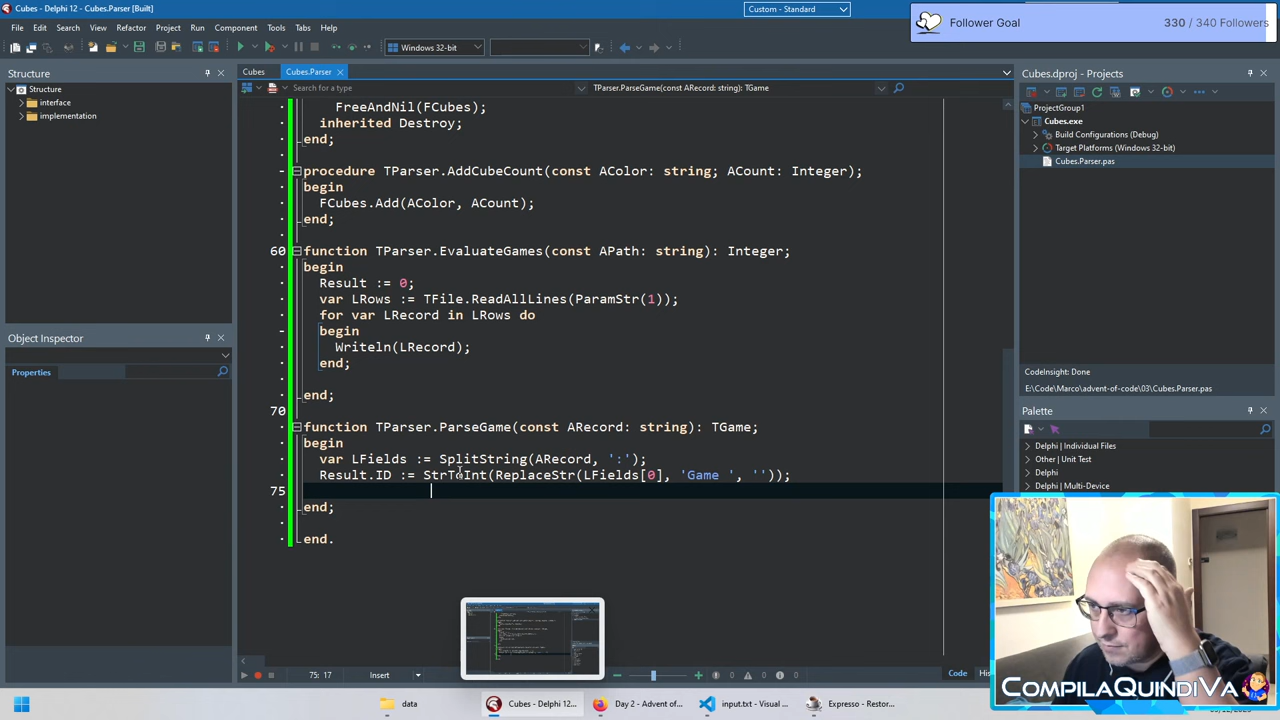 Cubes - Delphi 12 - Cubes.Parser [Built]
Custom - Standard
Follower Goal
330 / 340 Followers
File Edit Search View Refactor Project Run Component Tools Tabs Help
Windows 32-bit
Structure
Structure
interface
implementation
Object Inspector
Properties
Cubes
Cubes.Parser
Search for a type
TParser.ParseGame(const ARecord: string): TGame
FreeAndNil(FCubes);
inherited Destroy;
end;
procedure TParser.AddCubeCount(const AColor: string; ACount: Integer);
begin
FCubes.Add(AColor, ACount);
end;
60 function TParser.EvaluateGames(const APath: string): Integer;
begin
Result := 0;
var LRows := TFile.ReadAllLines(ParamStr(1));
for var LRecord in LRows do
begin
Writeln(LRecord);
end;
end;
70
function TParser.ParseGame(const ARecord: string): TGame;
begin
var LFields := SplitString(ARecord, ':');
Result.ID := StrToInt(ReplaceStr(LFields[0], 'Game ', ''));
75
end;
end.
75: 17
Insert
0 0 0
Code
His
Cubes.dproj - Projects
ProjectGroup1
Cubes.exe
Build Configurations (Debug)
Target Platforms (Windows 32-bit)
Cubes.Parser.pas
CodeInsight: Done
E:\Code\Marco\advent-of-code\03\Cubes.Parser.pas
Palette
Delphi | Individual Files
Other | Unit Test
Delphi
Delphi | Multi-Device
COMPILAQUINDIVA
data
Cubes - Delphi 12...
Day 2 - Advent of...
input.txt - Visual ...
Expresso - Restor...